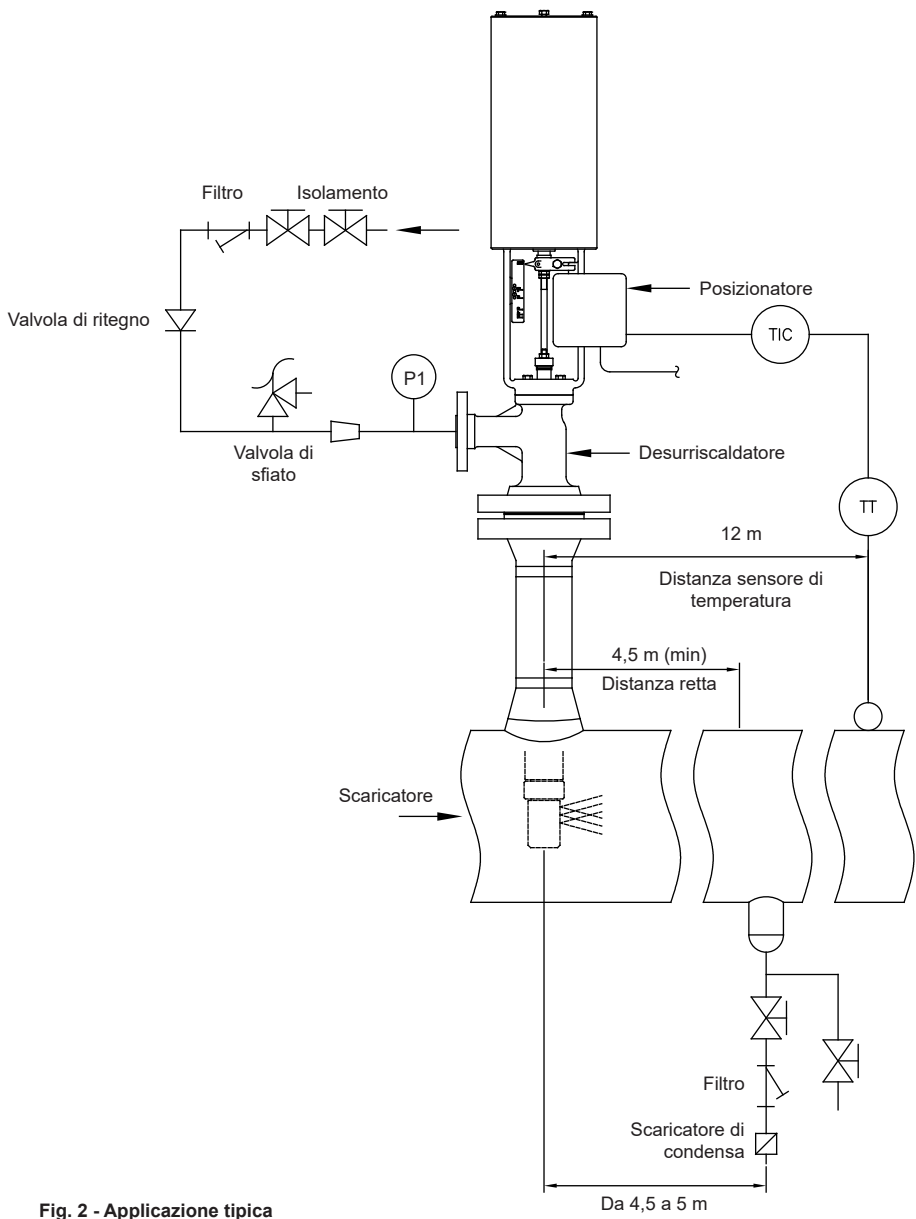 Filtro
Isolamento
Valvola di ritegno
Posizionatore
TIC
P1
Valvola di
sfiato
Desurriscaldatore
TT
12 m
Distanza sensore di
temperatura
4,5 m (min)
Distanza retta
Scaricatore
Filtro
Scaricatore di
condensa
Da 4,5 a 5 m
Fig. 2 - Applicazione tipica